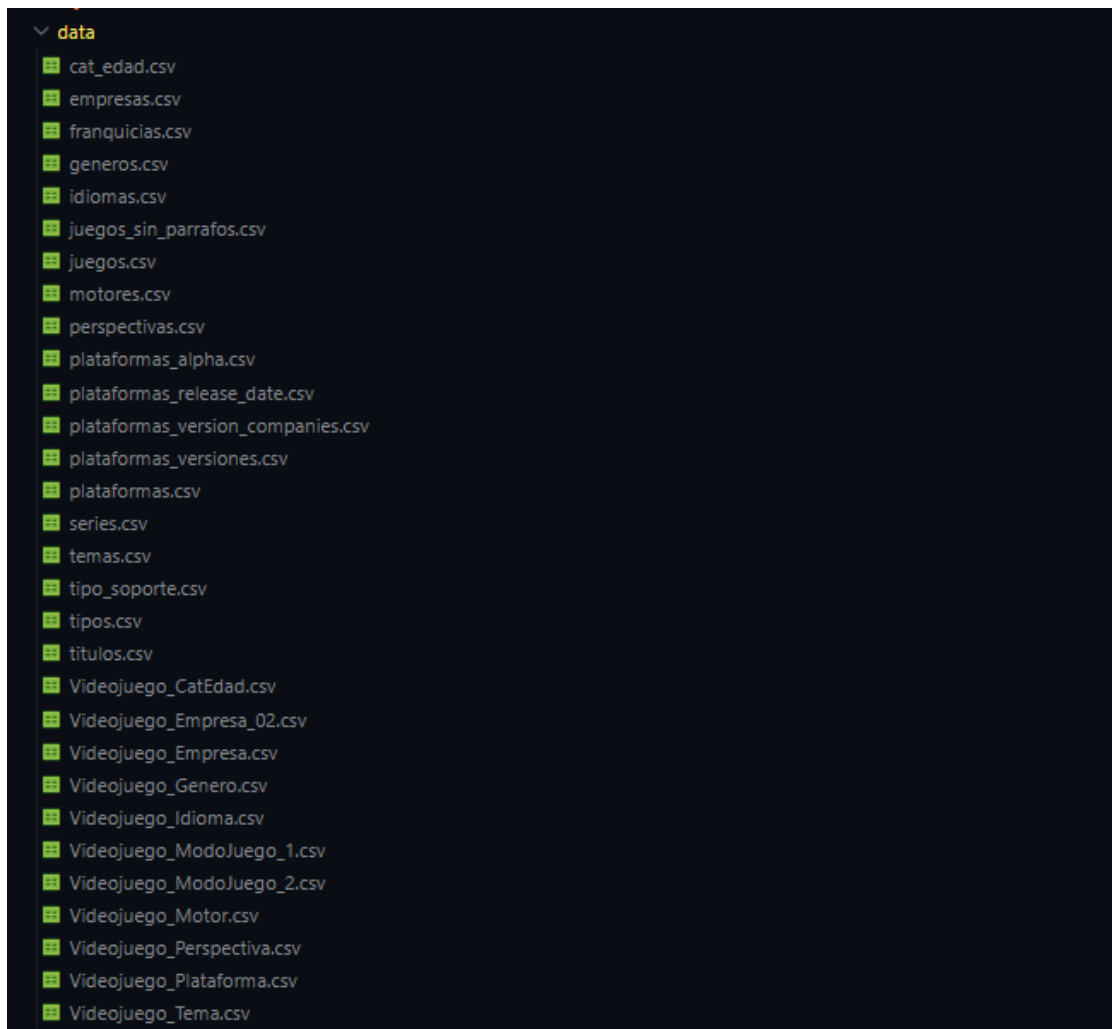 data
cat_edad.csv
empresas.csv
franquicias.csv
generos.csv
idiomas.csv
juegos_sin_parrafos.csv
juegos.csv
motores.csv
perspectivas.csv
plataformas_alpha.csv
plataformas_release_date.csv
plataformas_version_companies.csv
plataformas_versiones.csv
plataformas.csv
series.csv
temas.csv
tipo_soporte.csv
tipos.csv
titulos.csv
Videojuego_CatEdad.csv
Videojuego_Empresa_02.csv
Videojuego_Empresa.csv
Videojuego_Genero.csv
Videojuego_Idioma.csv
Videojuego_ModoJuego_1.csv
Videojuego_ModoJuego_2.csv
Videojuego_Motor.csv
Videojuego_Perspectiva.csv
Videojuego_Plataforma.csv
Videojuego_Tema.csv